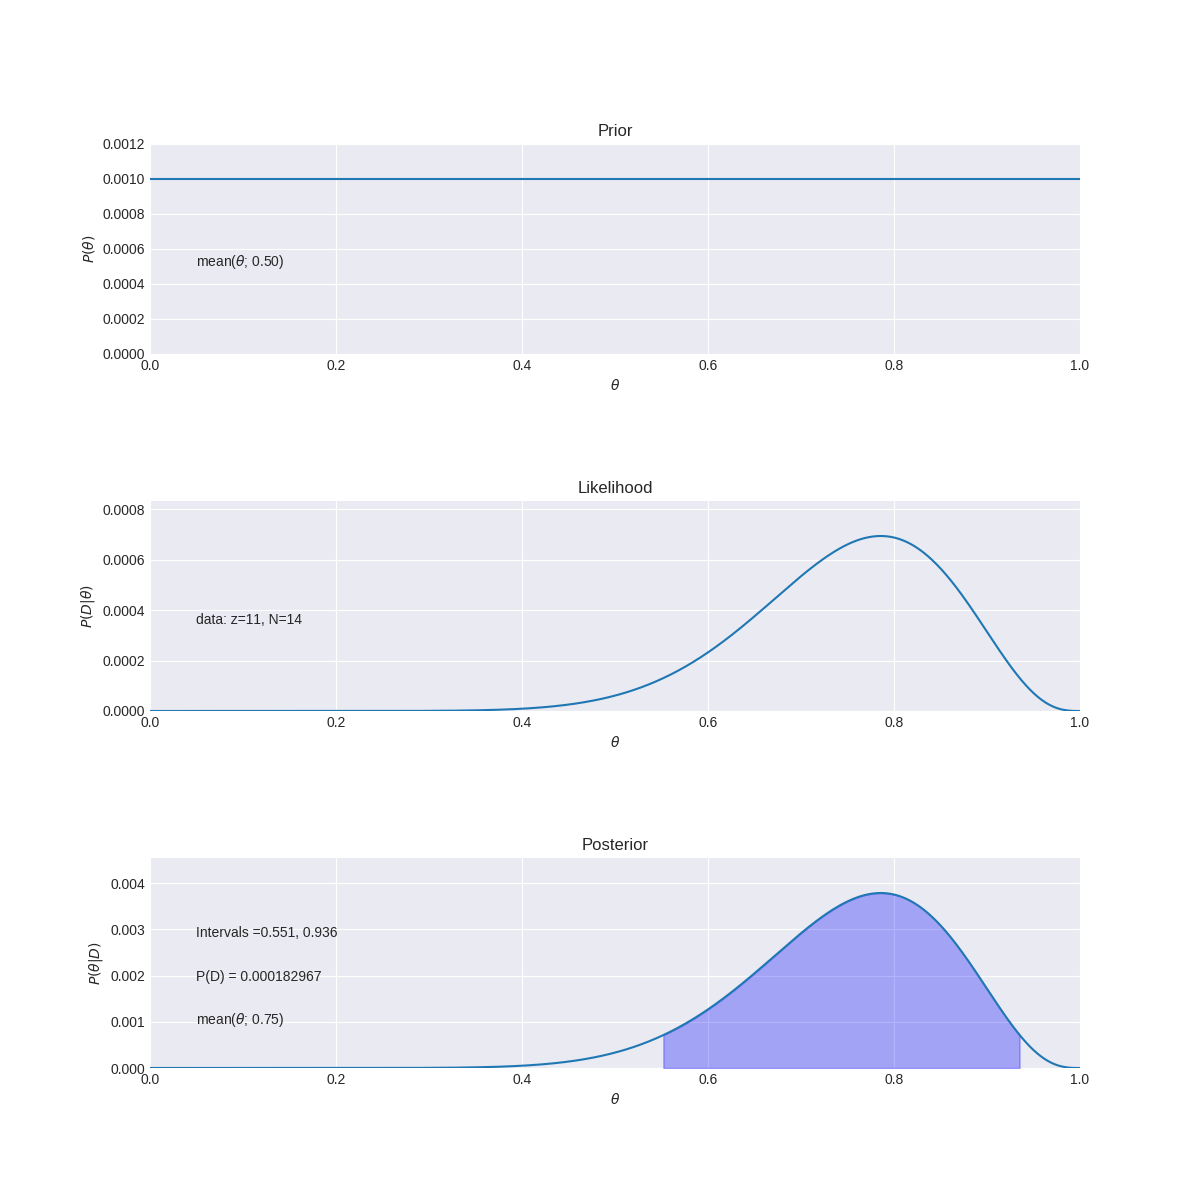 Prior
0.0012
0.0010
0.0008
0.0006
0.0004
0.0002
0.0000
P(θ)
mean(θ; 0.50)
0.0 0.2 0.4 0.6 0.8 1.0
θ
Likelihood
0.0008
0.0006
0.0004
0.0002
0.0000
P(D|θ)
data: z=11, N=14
0.0 0.2 0.4 0.6 0.8 1.0
θ
Posterior
0.004
0.003
0.002
0.001
0.000
P(θ|D)
Intervals =0.551, 0.936
P(D) = 0.000182967
mean(θ; 0.75)
0.0 0.2 0.4 0.6 0.8 1.0
θ